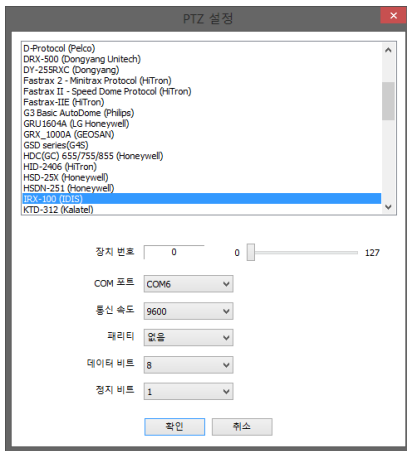 PTZ 설정
D-Protocol (Pelco)
DRX-500 (Dongyang Unitech)
DY-255RXC (Dongyang)
Fastrax 2 - Minitrax Protocol (HiTron)
Fastrax II - Speed Dome Protocol (HiTron)
Fastrax-IIE (HiTron)
G3 Basic AutoDome (Philips)
GRU1604A (LG Honeywell)
GRX_1000A (GEOSAN)
GSD series(G4S)
HDC(GC) 655/755/855 (Honeywell)
HID-2406 (HiTron)
HSD-25X (Honeywell)
HSDN-251 (Honeywell)
IRX-100 (IDIS)
KTD-312 (Kalatel)
장치 번호 0 0 127
COM 포트 COM6
통신 속도 9600
패리티 없음
데이터 비트 8
정지 비트 1
확인 취소